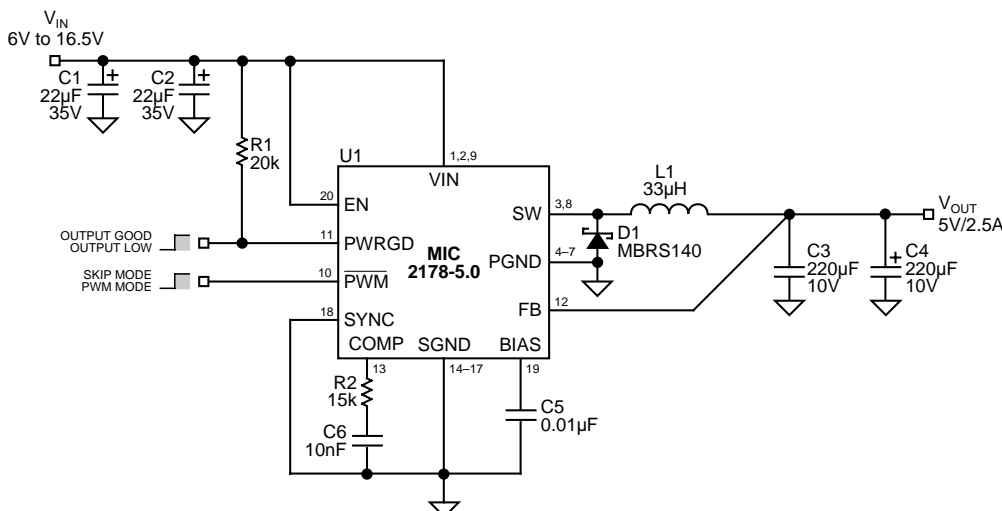 VIN
6V to 16.5V
C1
22µF
35V
C2
22µF
35V
R1
20k
U1
1,2,9
VIN
20
EN
SW
3,8
L1
33µH
VOUT
5V/2.5A
OUTPUT GOOD
OUTPUT LOW
11
PWRGD
D1
MBRS140
MIC
2178-5.0
PGND
4–7
SKIP MODE
PWM MODE
10
PWM
C3
220µF
10V
C4
220µF
10V
18
SYNC
FB
12
COMP
SGND
BIAS
13
14–17
19
R2
15k
C6
10nF
C5
0.01µF